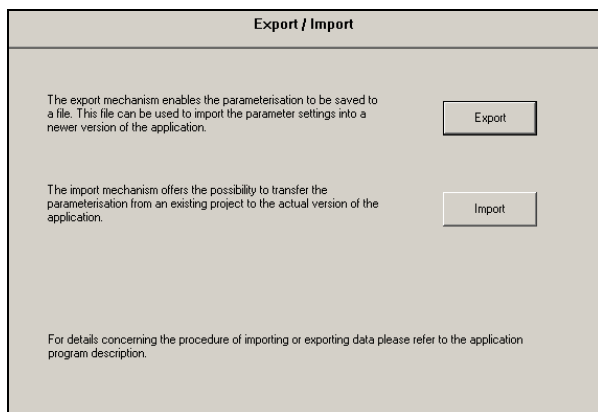 Export / Import
The export mechanism enables the parameterisation to be saved to
a file. This file can be used to import the parameter settings into a
newer version of the application.
Export
The import mechanism offers the possibility to transfer the
parameterisation from an existing project to the actual version of the
application.
Import
For details concerning the procedure of importing or exporting data please refer to the application
program description.